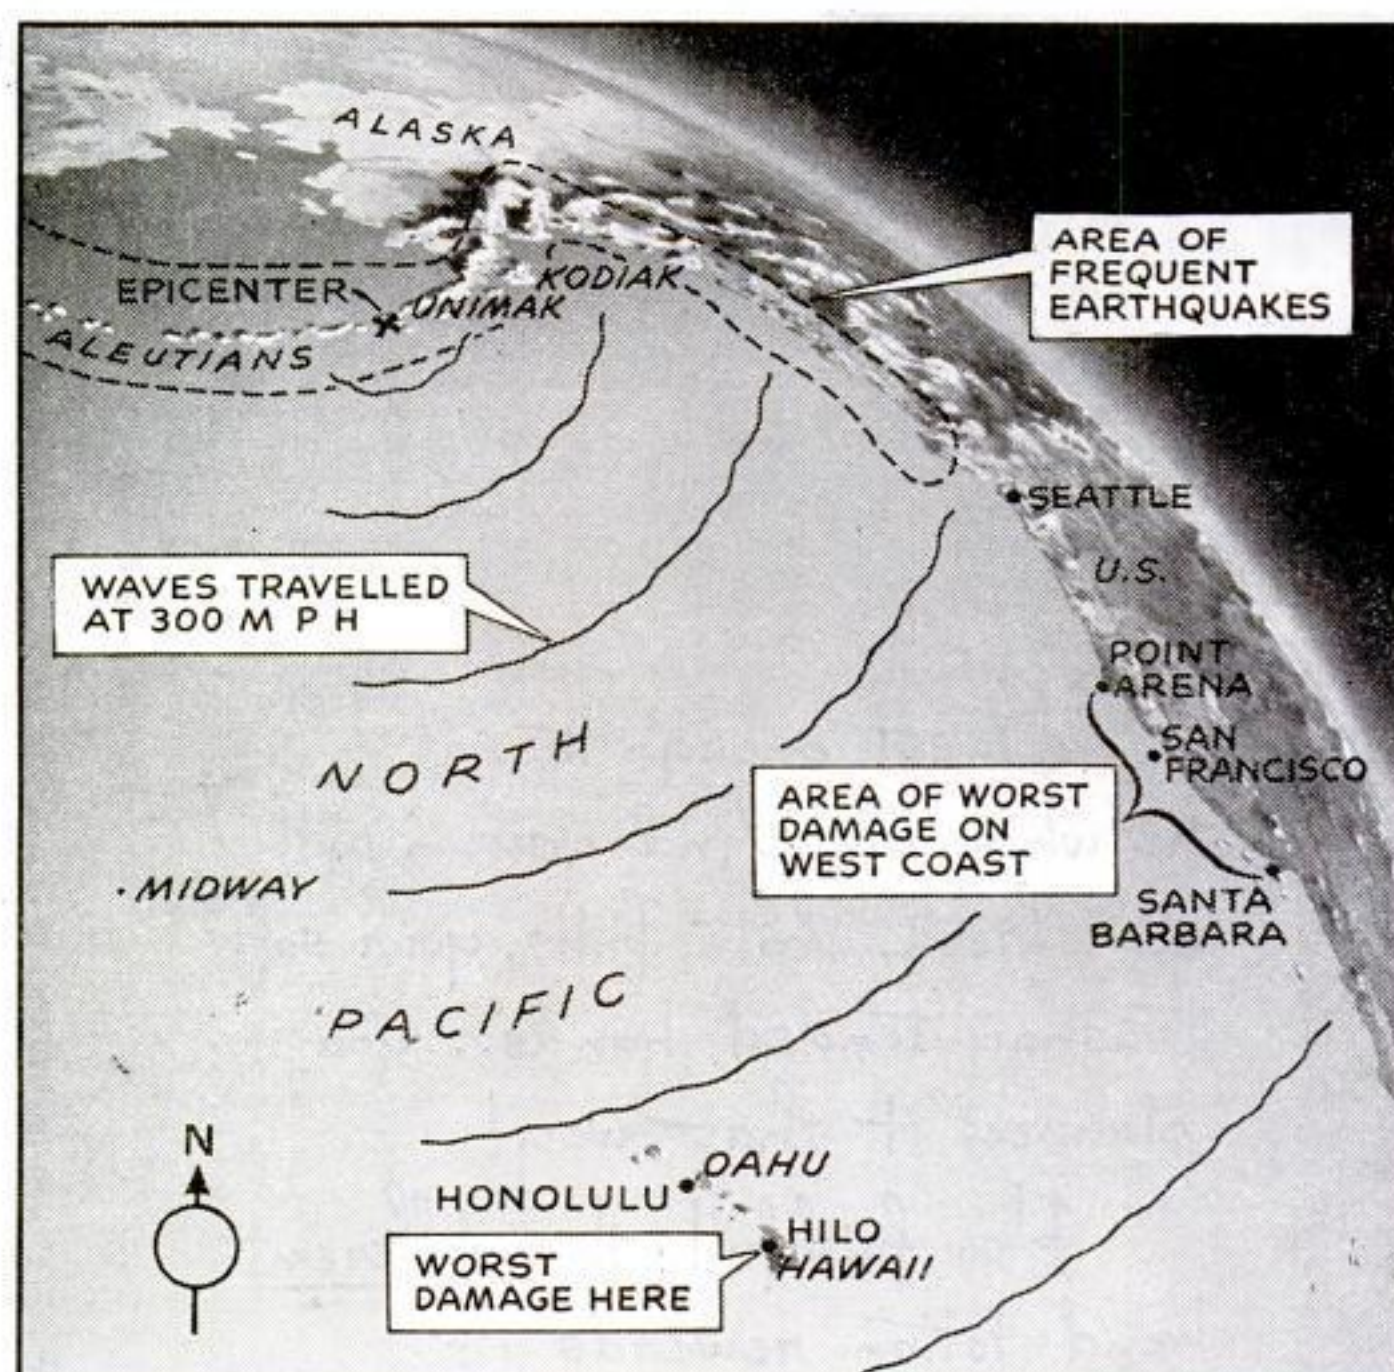 ALASKA
AREA OF
FREQUENT
EARTHQUAKES
EPICENTER
UNIMAK
KODIAK
ALEUTIANS
SEATTLE
U.S.
WAVES TRAVELLED
AT 300 M P H
POINT
ARENA
SAN
FRANCISCO
NORTH
AREA OF WORST
DAMAGE ON
WEST COAST
MIDWAY
SANTA
BARBARA
PACIFIC
N
OAHU
HONOLULU
HILO
HAWAII
WORST
DAMAGE HERE